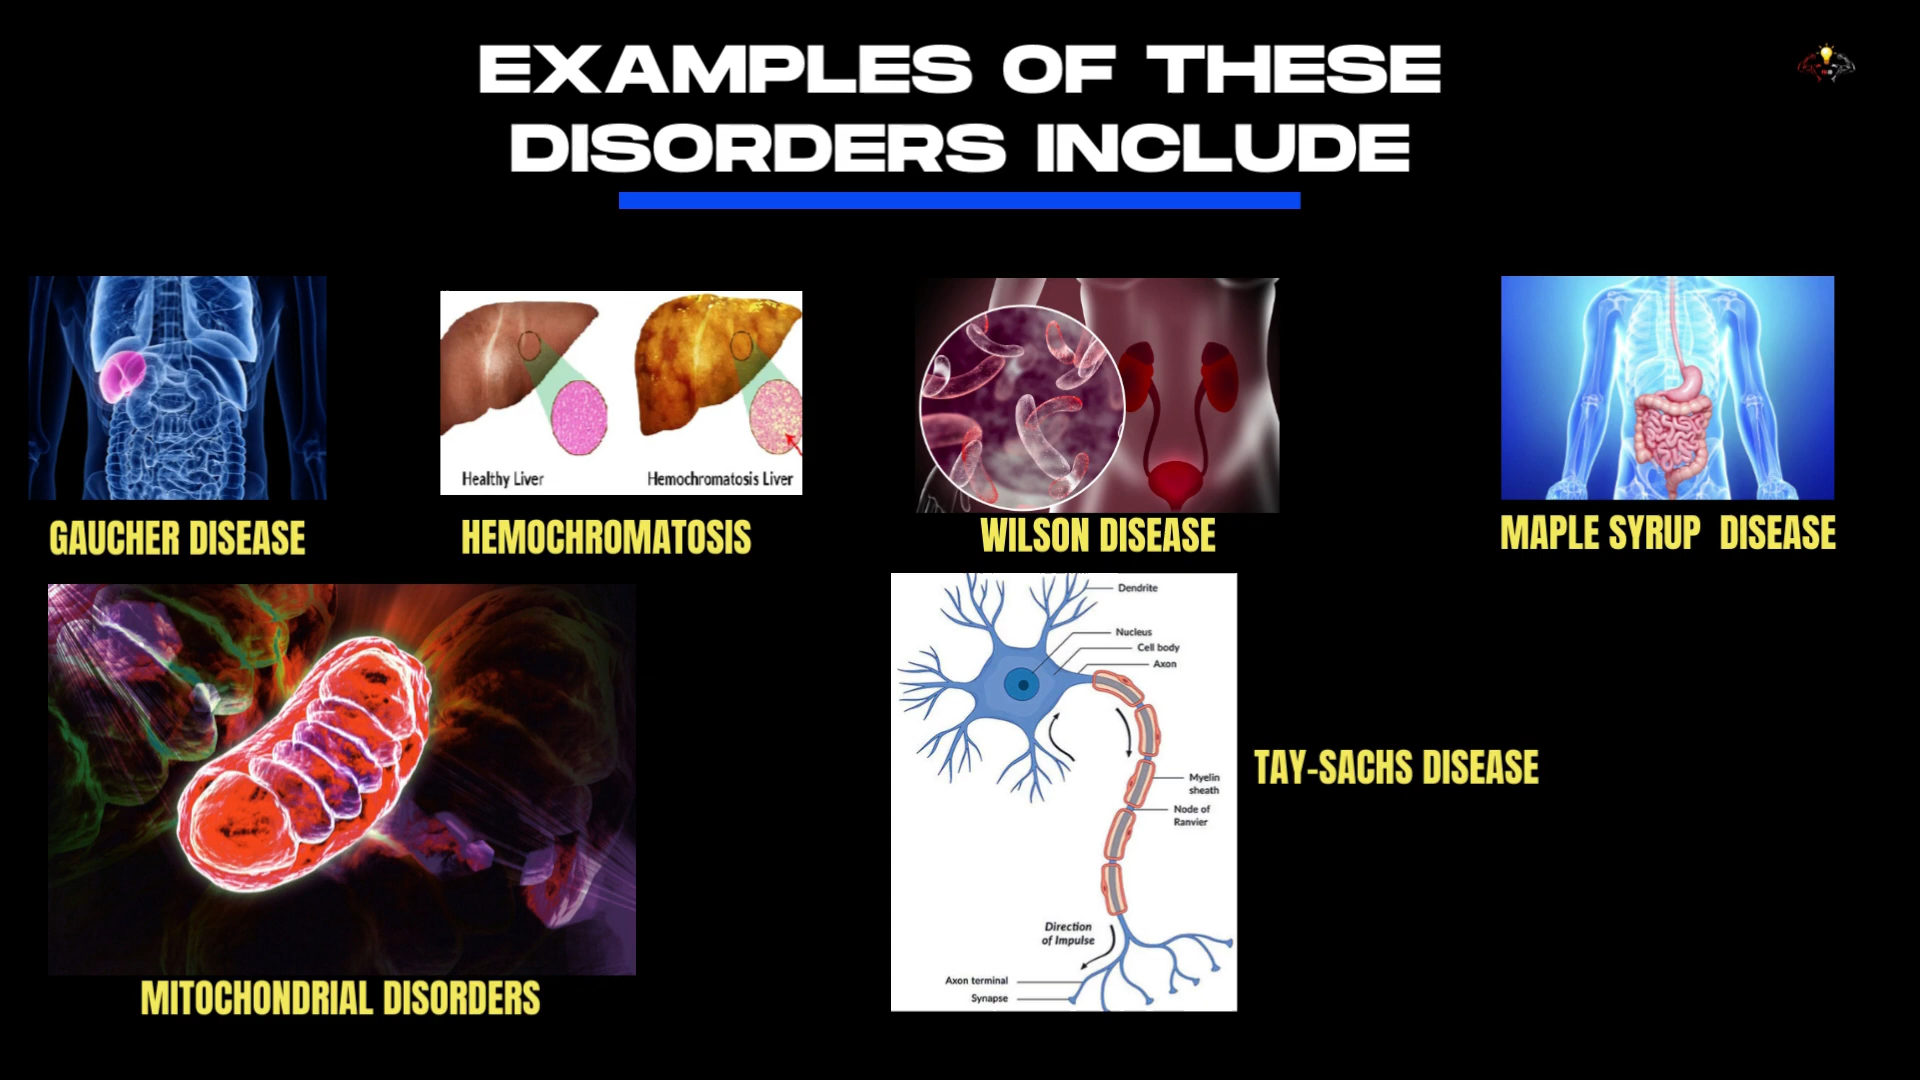 EXAMPLES OF THESE
DISORDERS INCLUDE
Healthy Liver
Hemochromatosis Liver
GAUCHER DISEASE
HEMOCHROMATOSIS
WILSON DISEASE
MAPLE SYRUP DISEASE
Dendrite
Nucleus
Cell body
Axon
Myelin
sheath
Node of
Ranvier
Direction
of Impulse
Axon terminal
Synapse
TAY-SACHS DISEASE
MITOCHONDRIAL DISORDERS